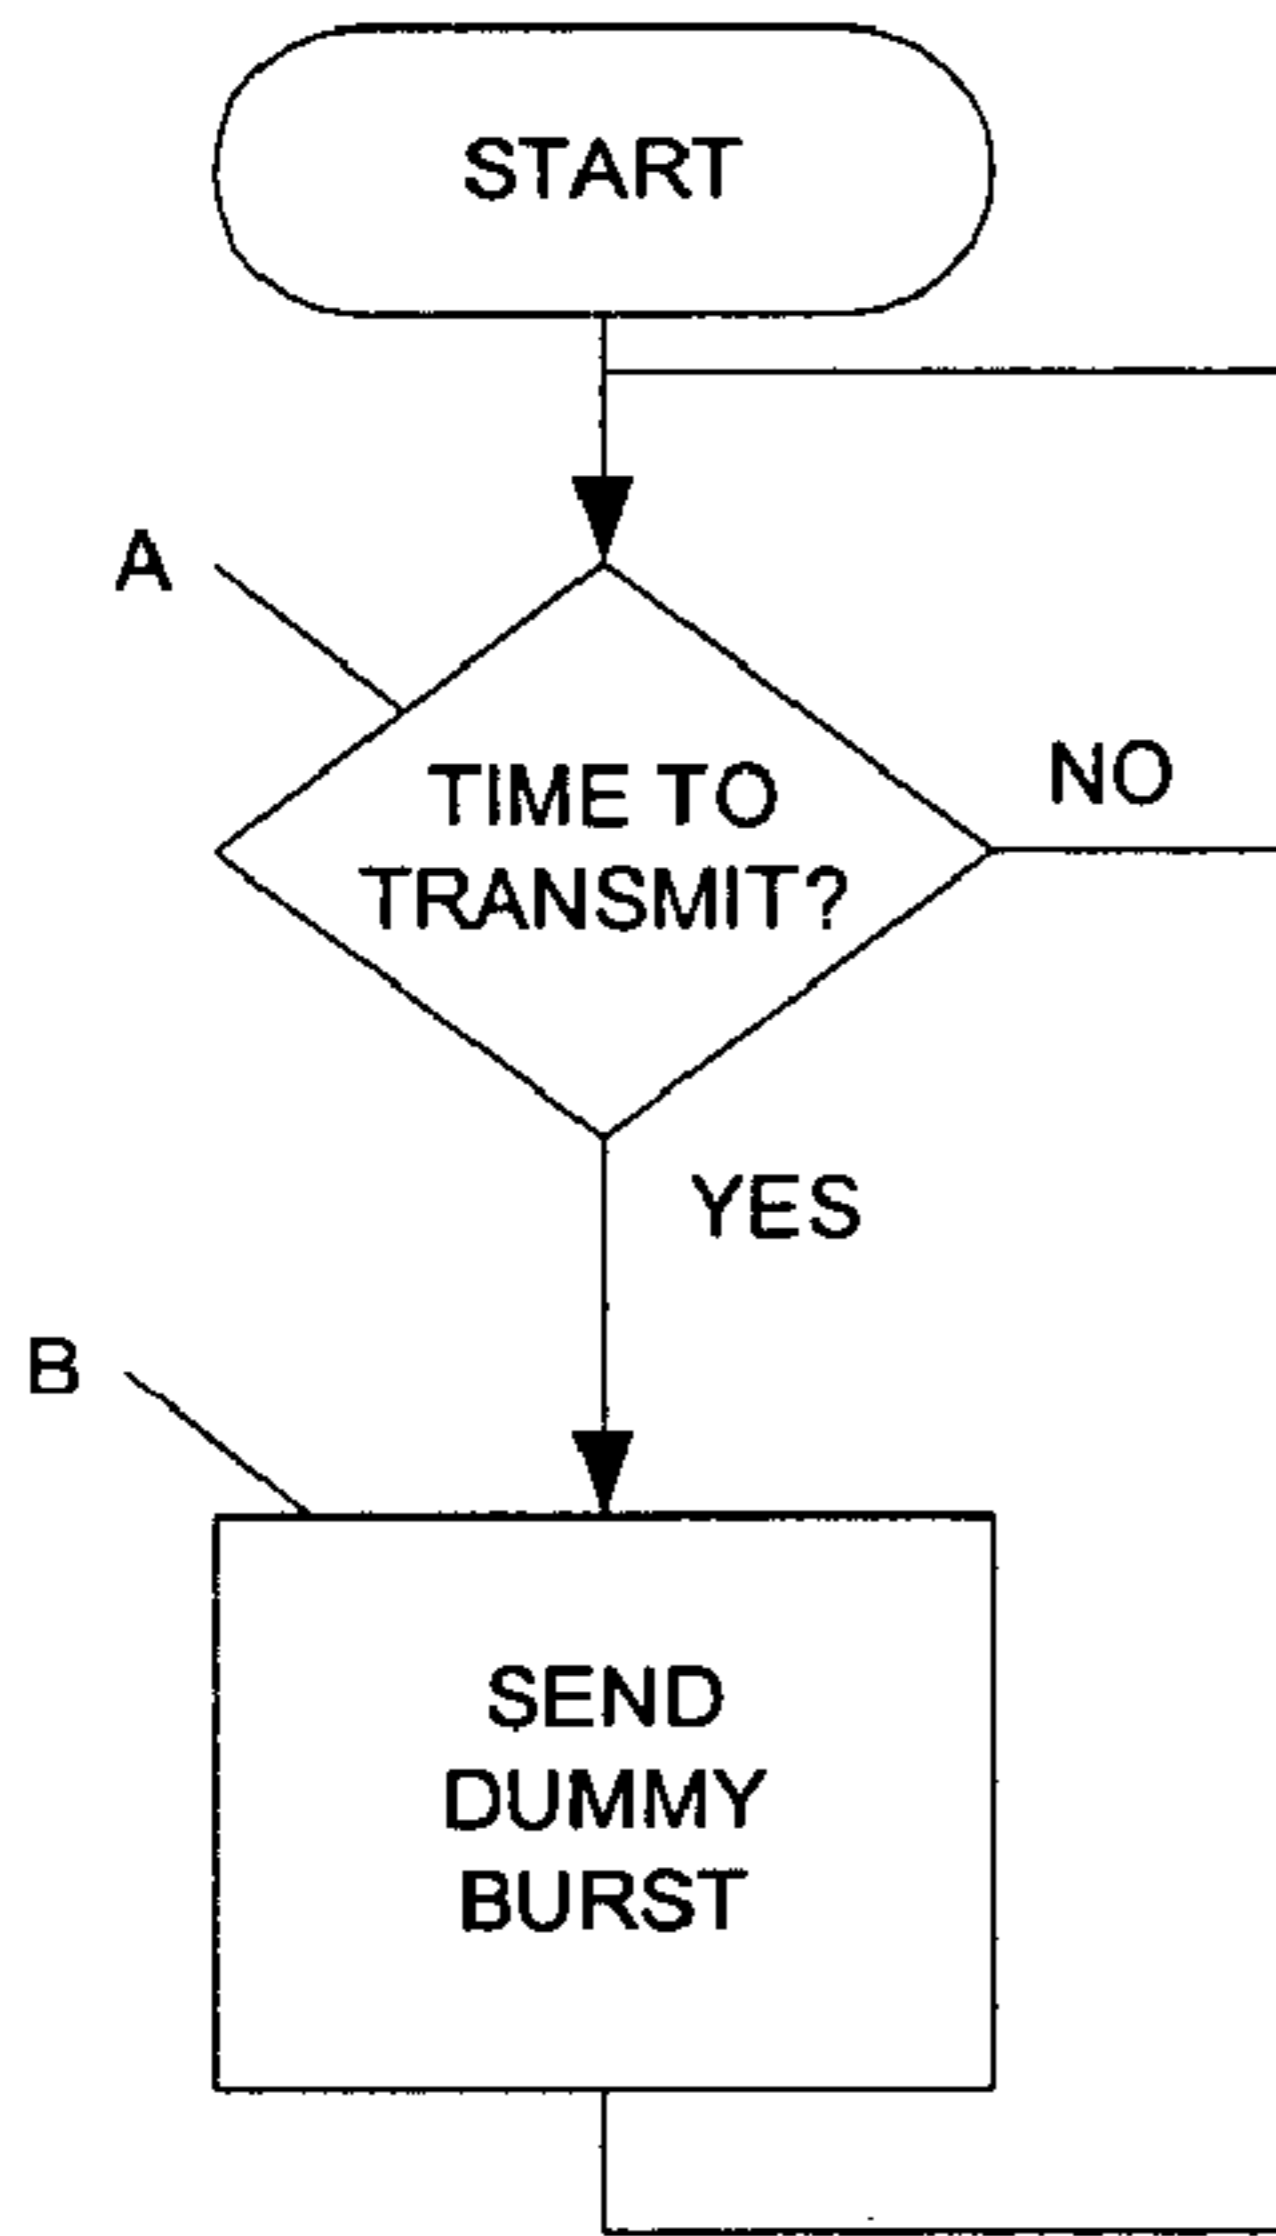 START
A
TIME TO
TRANSMIT?
NO
YES
B
SEND
DUMMY
BURST